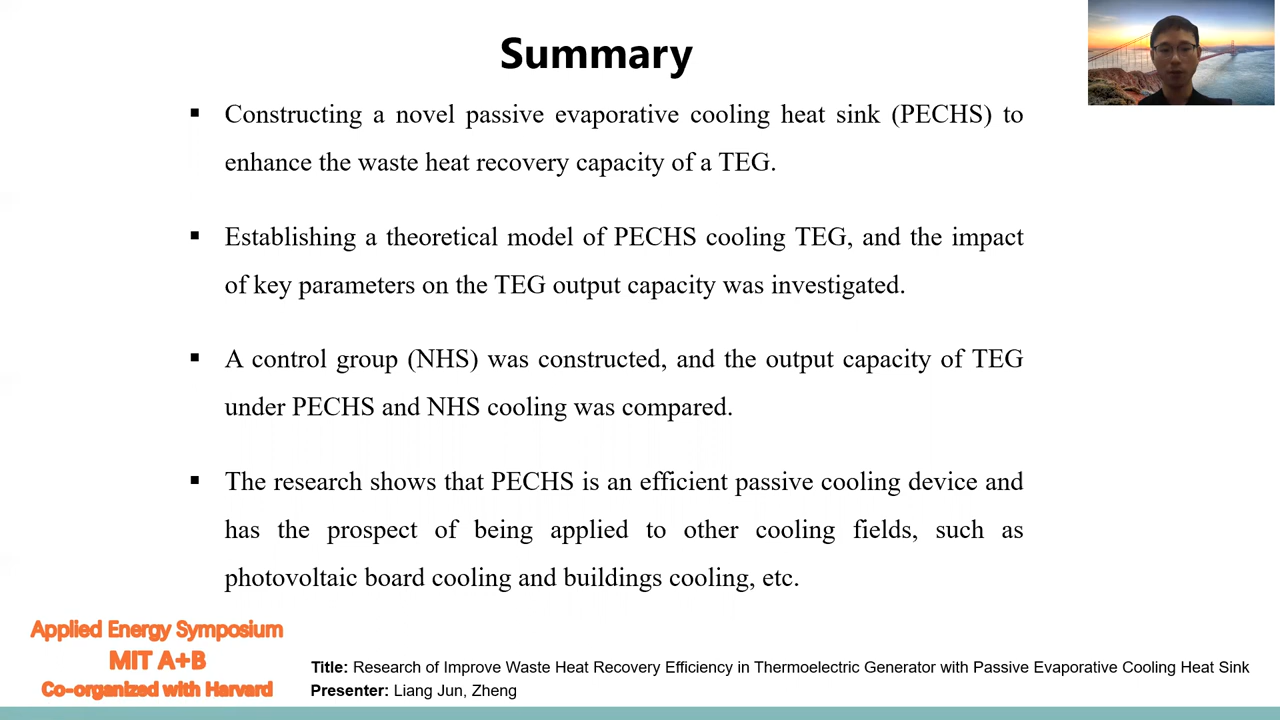 Summary
▪ Constructing a novel passive evaporative cooling heat sink (PECHS) to
enhance the waste heat recovery capacity of a TEG.
▪ Establishing a theoretical model of PECHS cooling TEG, and the impact
of key parameters on the TEG output capacity was investigated.
▪ A control group (NHS) was constructed, and the output capacity of TEG
under PECHS and NHS cooling was compared.
▪ The research shows that PECHS is an efficient passive cooling device and
has the prospect of being applied to other cooling fields, such as
photovoltaic board cooling and buildings cooling, etc.
Applied Energy Symposium
MIT A+B
Co-organized with Harvard
Title: Research of Improve Waste Heat Recovery Efficiency in Thermoelectric Generator with Passive Evaporative Cooling Heat Sink
Presenter: Liang Jun, Zheng